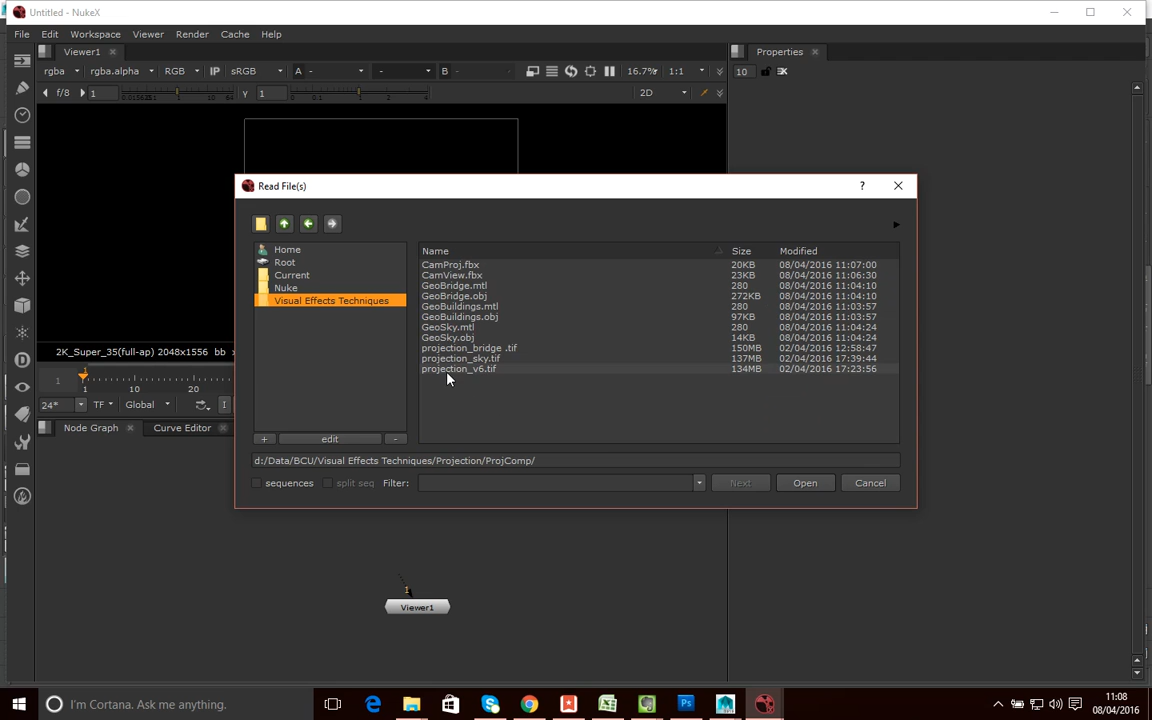 Untitled - NukeX
File Edit Workspace Viewer Render Cache Help
Viewer1
Properties
rgba rgba.alpha RGB IP sRGB A - - B - 16.7% 1:1
10
f/8 1 Y 1 2D
Read File(s)
?
Home
Root
Current
Nuke
Visual Effects Techniques
+ edit -
Name Size Modified
CamProj.fbx 20KB 08/04/2016 11:07:00
CamView.fbx 23KB 08/04/2016 11:06:30
GeoBridge.mtl 280 08/04/2016 11:04:10
GeoBridge.obj 272KB 08/04/2016 11:04:10
GeoBuildings.mtl 280 08/04/2016 11:03:57
GeoBuildings.obj 97KB 08/04/2016 11:03:57
GeoSky.mtl 280 08/04/2016 11:04:24
GeoSky.obj 14KB 08/04/2016 11:04:24
projection_bridge .tif 150MB 02/04/2016 12:58:47
projection_sky.tif 137MB 02/04/2016 17:39:44
projection_v6.tif 134MB 02/04/2016 17:23:56
d:/Data/BCU/Visual Effects Techniques/Projection/ProjComp/
sequences split seq Filter: Next Open Cancel
2K_Super_35(full-ap) 2048x1556 bb
1
1 1 10 20
24* TF Global I
Node Graph Curve Editor
1
Viewer1
I'm Cortana. Ask me anything.
11:08
08/04/2016